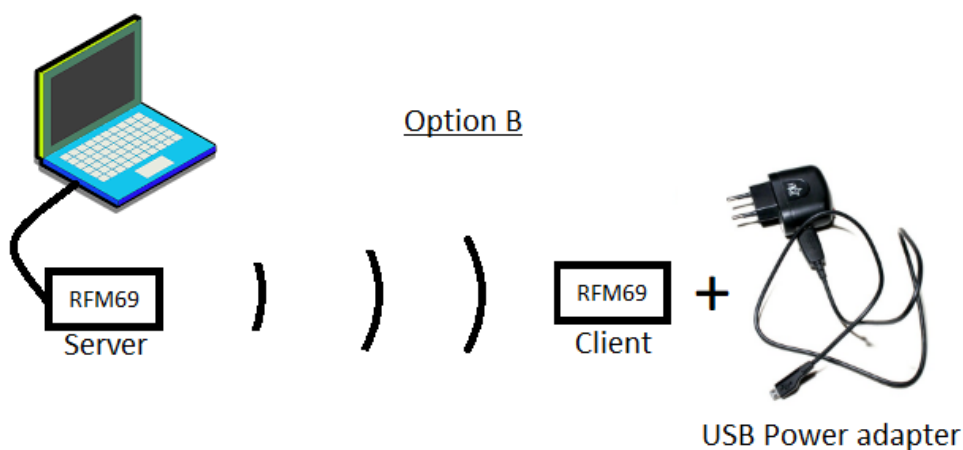 Option B
RFM69
Server
RFM69
Client
USB Power adapter